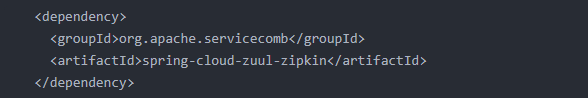 <dependency>
<groupId>org.apache.servicecomb</groupId>
<artifactId>spring-cloud-zuul-zipkin</artifactId>
</dependency>